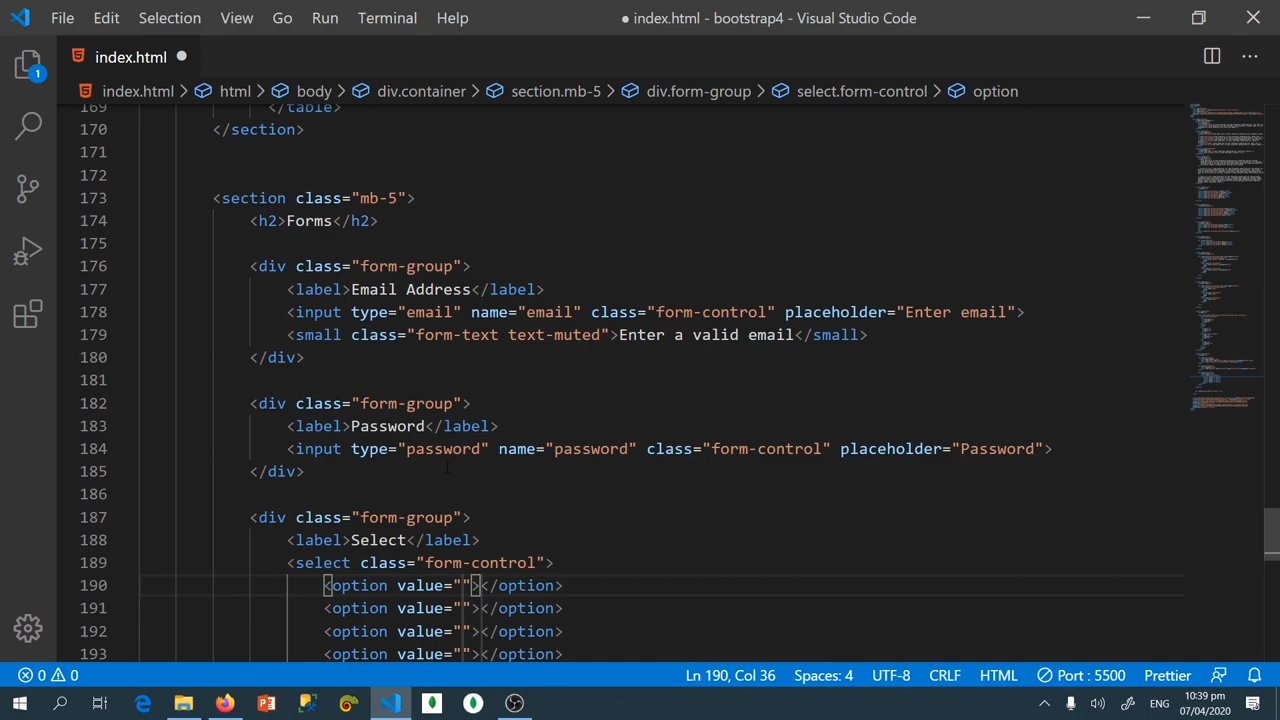 File Edit Selection View Go Run Terminal Help ● index.html - bootstrap4 - Visual Studio Code
index.html
index.html > html > body > div.container > section.mb-5 > div.form-group > select.form-control > option
1
169 </table>
170 </section>
171
172
173 <section class="mb-5">
174 <h2>Forms</h2>
175
176 <div class="form-group">
177 <label>Email Address</label>
178 <input type="email" name="email" class="form-control" placeholder="Enter email">
179 <small class="form-text text-muted">Enter a valid email</small>
180 </div>
181
182 <div class="form-group">
183 <label>Password</label>
184 <input type="password" name="password" class="form-control" placeholder="Password">
185 </div>
186
187 <div class="form-group">
188 <label>Select</label>
189 <select class="form-control">
190 <option value=""></option>
191 <option value=""></option>
192 <option value=""></option>
193 <option value=""></option>
0 0 Ln 190, Col 36 Spaces: 4 UTF-8 CRLF HTML Port : 5500 Prettier
ENG 10:39 pm
07/04/2020